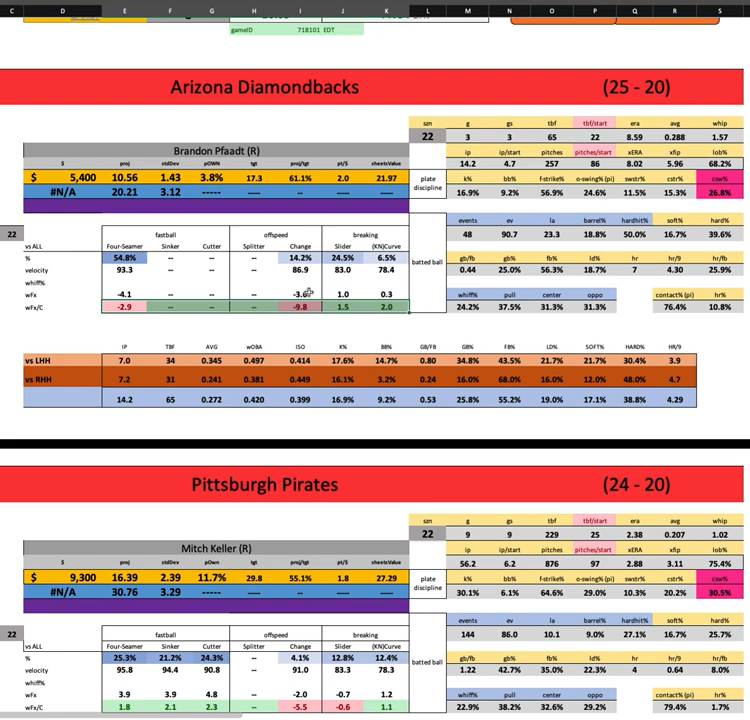 C D E F G H I J K L M N O P Q R S
gameID 718101 EDT
Arizona Diamondbacks (25 - 20)
szn g gs tbf tbf/start era avg whip
22 3 3 65 22 8.59 0.288 1.57
Brandon Pfaadt (R)
ip ip/start pitches pitches/start xERA xfip lob%
14.2 4.7 257 86 8.02 5.96 68.2%
$ proj stdDev pOWN tgt proj/tgt pt/$ sheetsValue
$ 5,400 10.56 1.43 3.8% 17.3 61.1% 2.0 21.97
plate discipline
k% bb% f-strike% o-swing% (pi) swstr% cstr% csw%
#N/A 20.21 3.12 ----- ---- -- ---- -----
16.9% 9.2% 56.9% 24.6% 11.5% 15.3% 26.8%
events ev la barrel% hardhit% soft% hard%
48 90.7 23.3 18.8% 50.0% 16.7% 39.6%
22 fastball offspeed breaking
vs ALL Four-Seamer Sinker Cutter Splitter Change Slider (KN)Curve
% 54.8% -- -- -- 14.2% 24.5% 6.5%
batted ball
gb/fb gb% fb% ld% hr hr/9 hr/fb
velocity 93.3 -- -- -- 86.9 83.0 78.4
0.44 25.0% 56.3% 18.7% 7 4.30 25.9%
whiff%
wFx -4.1 -- -- -- -3.6 1.0 0.3
whiff% pull center oppo contact% (pi) hr%
wFx/C -2.9 -- -- -- -9.8 1.5 2.0
24.2% 37.5% 31.3% 31.3% 76.4% 10.8%
IP TBF AVG wOBA ISO K% BB% GB/FB GB% FB% LD% SOFT% HARD% HR/9
vs LHH 7.0 34 0.345 0.497 0.414 17.6% 14.7% 0.80 34.8% 43.5% 21.7% 21.7% 30.4% 3.9
vs RHH 7.2 31 0.241 0.381 0.449 16.1% 3.2% 0.24 16.0% 68.0% 16.0% 12.0% 48.0% 4.7
14.2 65 0.272 0.420 0.399 16.9% 9.2% 0.53 25.8% 55.2% 19.0% 17.1% 38.8% 4.29
Pittsburgh Pirates (24 - 20)
szn g gs tbf tbf/start era avg whip
22 9 9 229 25 2.38 0.207 1.02
Mitch Keller (R)
ip ip/start pitches pitches/start xERA xfip lob%
56.2 6.2 876 97 2.88 3.11 75.4%
$ proj stdDev pOwn tgt proj/tgt pt/$ sheetsValue
$ 9,300 16.39 2.39 11.7% 29.8 55.1% 1.8 27.29
plate discipline
k% bb% f-strike% o-swing% (pi) swstr% cstr% csw%
#N/A 30.76 3.29 ----- ---- -- ---- -----
30.1% 6.1% 64.6% 29.0% 10.3% 20.2% 30.5%
events ev la barrel% hardhit% soft% hard%
144 86.0 10.1 9.0% 27.1% 16.7% 25.7%
22 fastball offspeed breaking
vs ALL Four-Seamer Sinker Cutter Splitter Change Slider (KN)Curve
% 25.3% 21.2% 24.3% -- 4.1% 12.8% 12.4%
batted ball
gb/fb gb% fb% ld% hr hr/9 hr/fb
velocity 95.8 94.4 90.8 -- 91.0 83.3 78.3
1.22 42.7% 35.0% 22.3% 4 0.64 8.0%
whiff%
wFx 3.9 3.9 4.8 -- -2.0 -0.7 1.2
whiff% pull center oppo contact% (pi) hr%
wFx/C 1.8 2.1 2.3 -- -5.5 -0.6 1.1
22.9% 38.2% 32.6% 29.2% 79.4% 1.7%